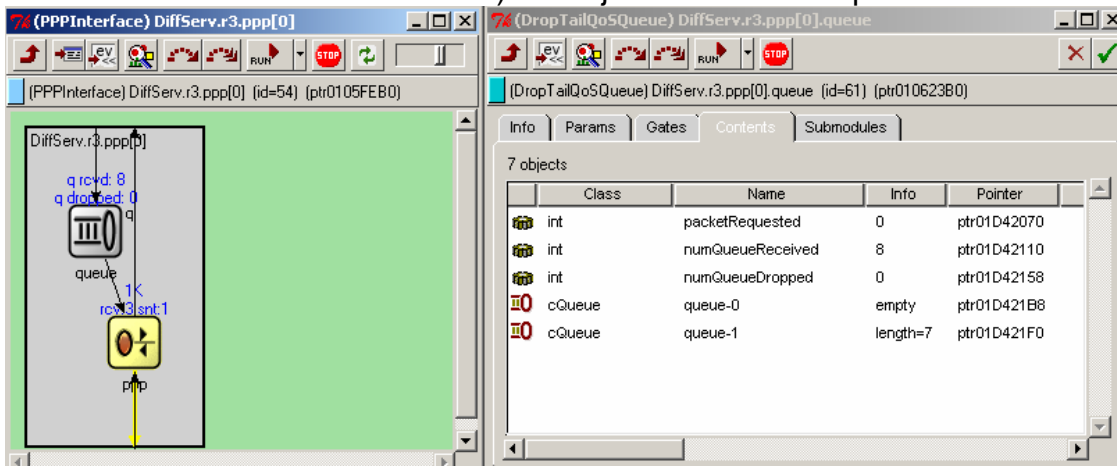 (PPPInterface) DiffServ.r3.ppp[0]
RUN
STOP
(PPPInterface) DiffServ.r3.ppp[0] (id=54) (ptr0105FEB0)
DiffServ.r3.ppp[0]
q rcvd: 8
q dropped: 0
q
queue
1K
rcv:3 snt:1
ppp
(DropTailQoSQueue) DiffServ.r3.ppp[0].queue
RUN
STOP
(DropTailQoSQueue) DiffServ.r3.ppp[0].queue (id=61) (ptr010623B0)
Info Params Gates Contents Submodules
7 objects
Class Name Info Pointer
int packetRequested 0 ptr01D42070
int numQueueReceived 8 ptr01D42110
int numQueueDropped 0 ptr01D42158
cQueue queue-0 empty ptr01D421B8
cQueue queue-1 length=7 ptr01D421F0